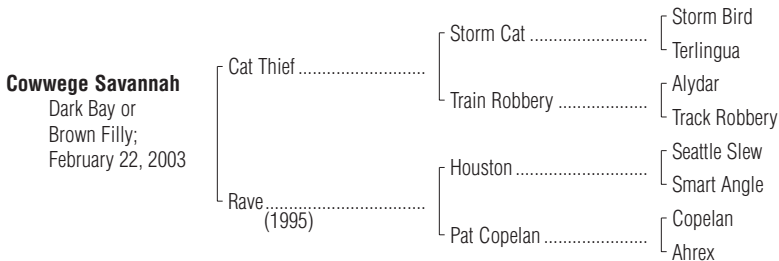 Storm Bird
Storm Cat ..............................
Terlingua
Cat Thief ...........................
Cowwege Savannah
Alydar
Dark Bay or
Train Robbery ......................
Track Robbery
Brown Filly;
February 22, 2003
Seattle Slew
Houston .................................
Smart Angle
Rave..................................
(1995)
Copelan
Pat Copelan ..........................
Ahrex